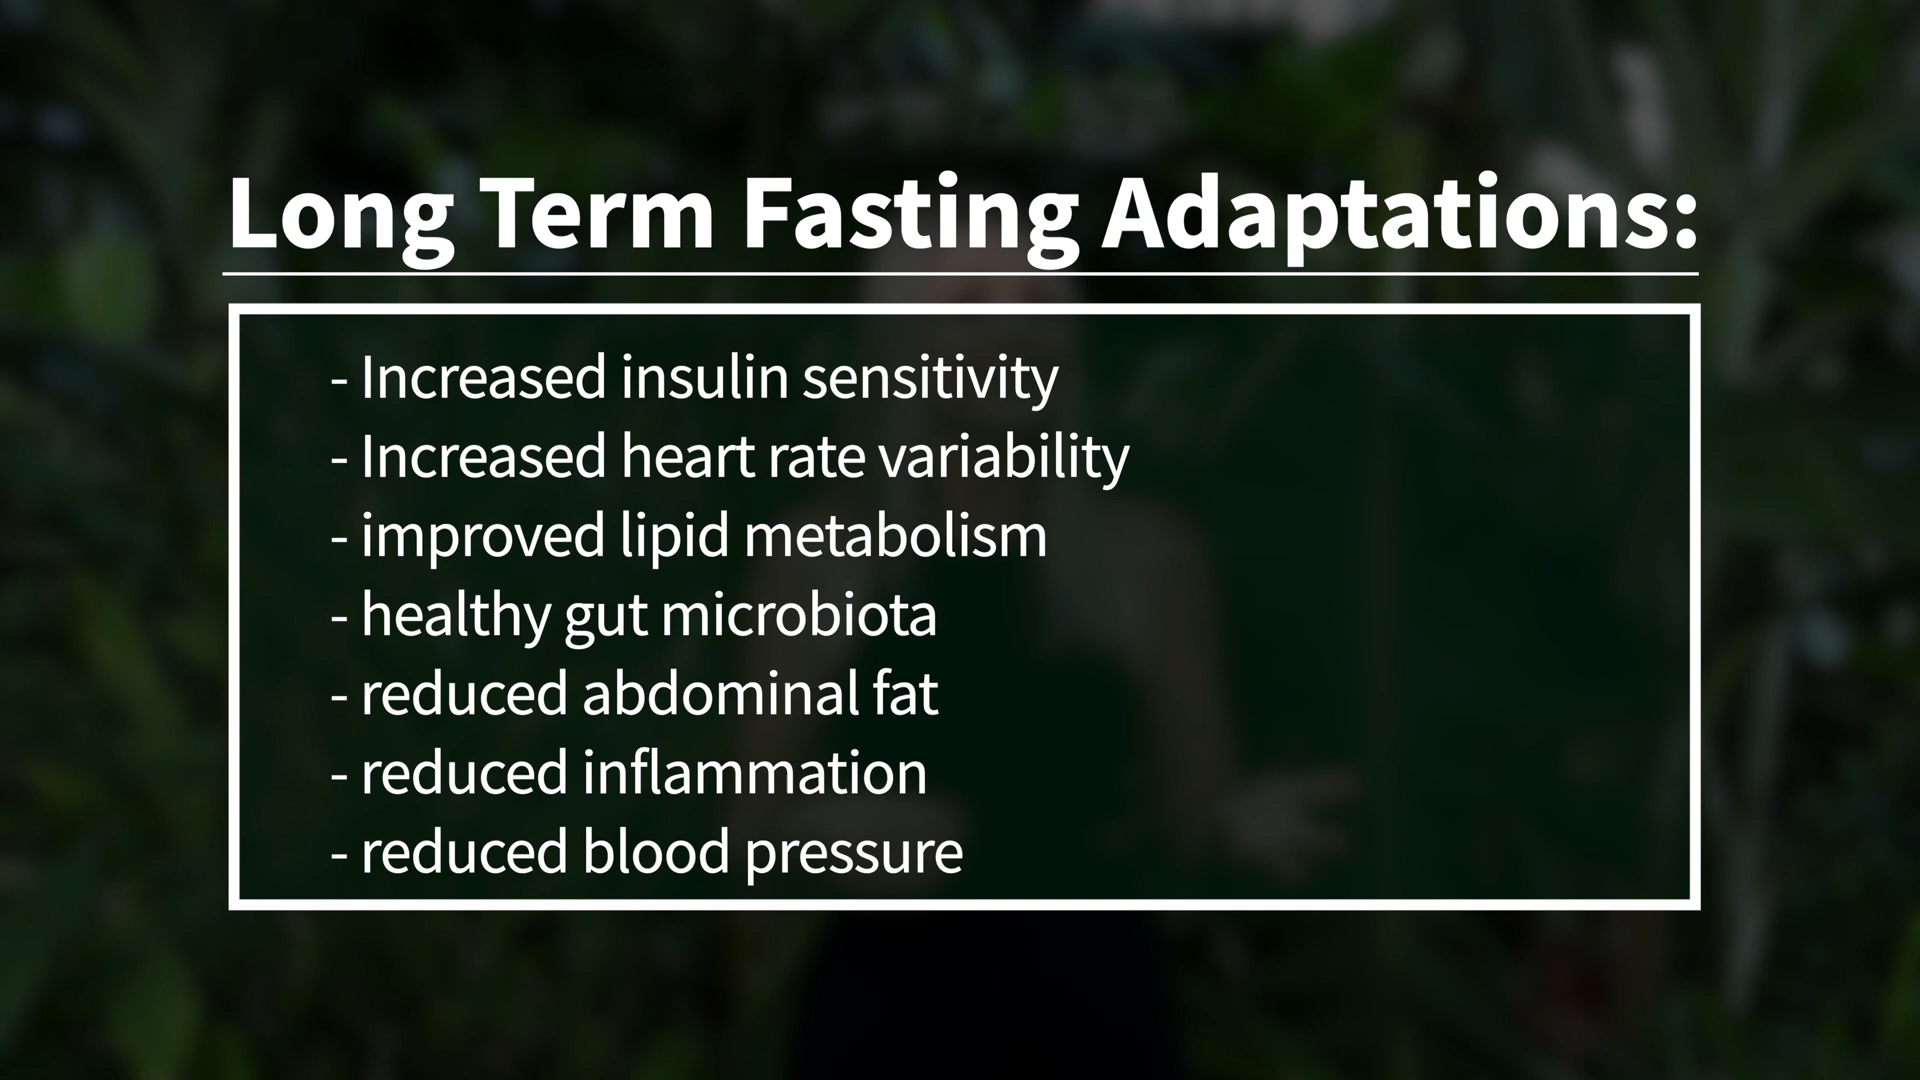 Long Term Fasting Adaptations:
- Increased insulin sensitivity
- Increased heart rate variability
- improved lipid metabolism
- healthy gut microbiota
- reduced abdominal fat
- reduced inflammation
- reduced blood pressure